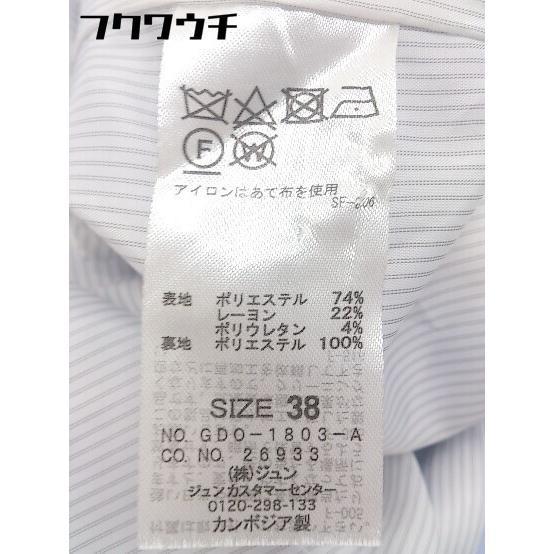 フクワウチ
F W
アイロンはあて布を使用
SF-206
表地 ポリエステル 74%
レーヨン 22%
ポリウレタン 4%
裏地 ポリエステル 100%
SIZE 38
NO. GDO-1803-A
CO. NO. 26933
(株)ジュン
ジュンカスタマーセンター
0120-298-133
カンボジア製